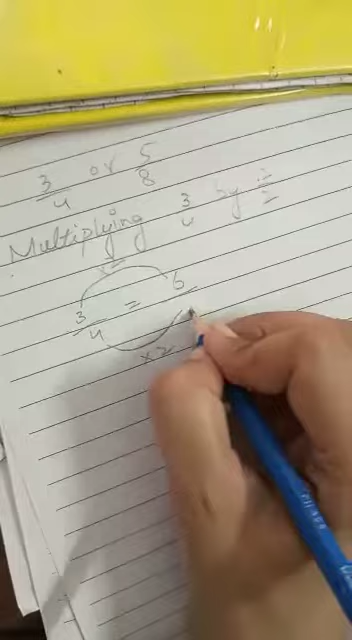 3/4 or 5/8
Multiplying 3/4 by 2/2
×2
3/4 = 6
×2